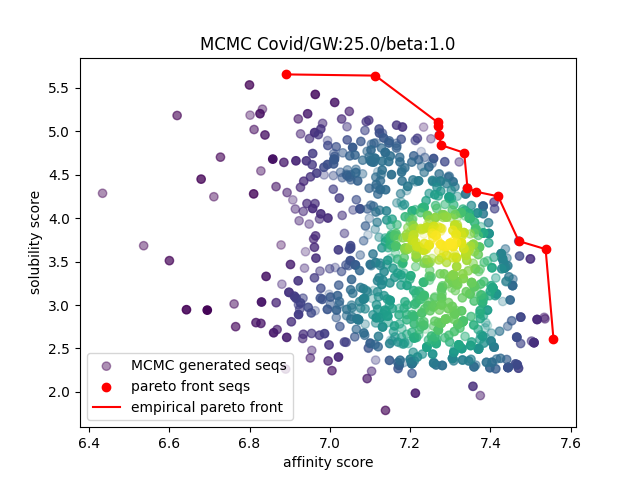 MCMC Covid/GW:25.0/beta:1.0
solubility score
5.5
5.0
4.5
4.0
3.5
3.0
2.5
2.0
MCMC generated seqs
pareto front seqs
empirical pareto front
6.4 6.6 6.8 7.0 7.2 7.4 7.6
affinity score